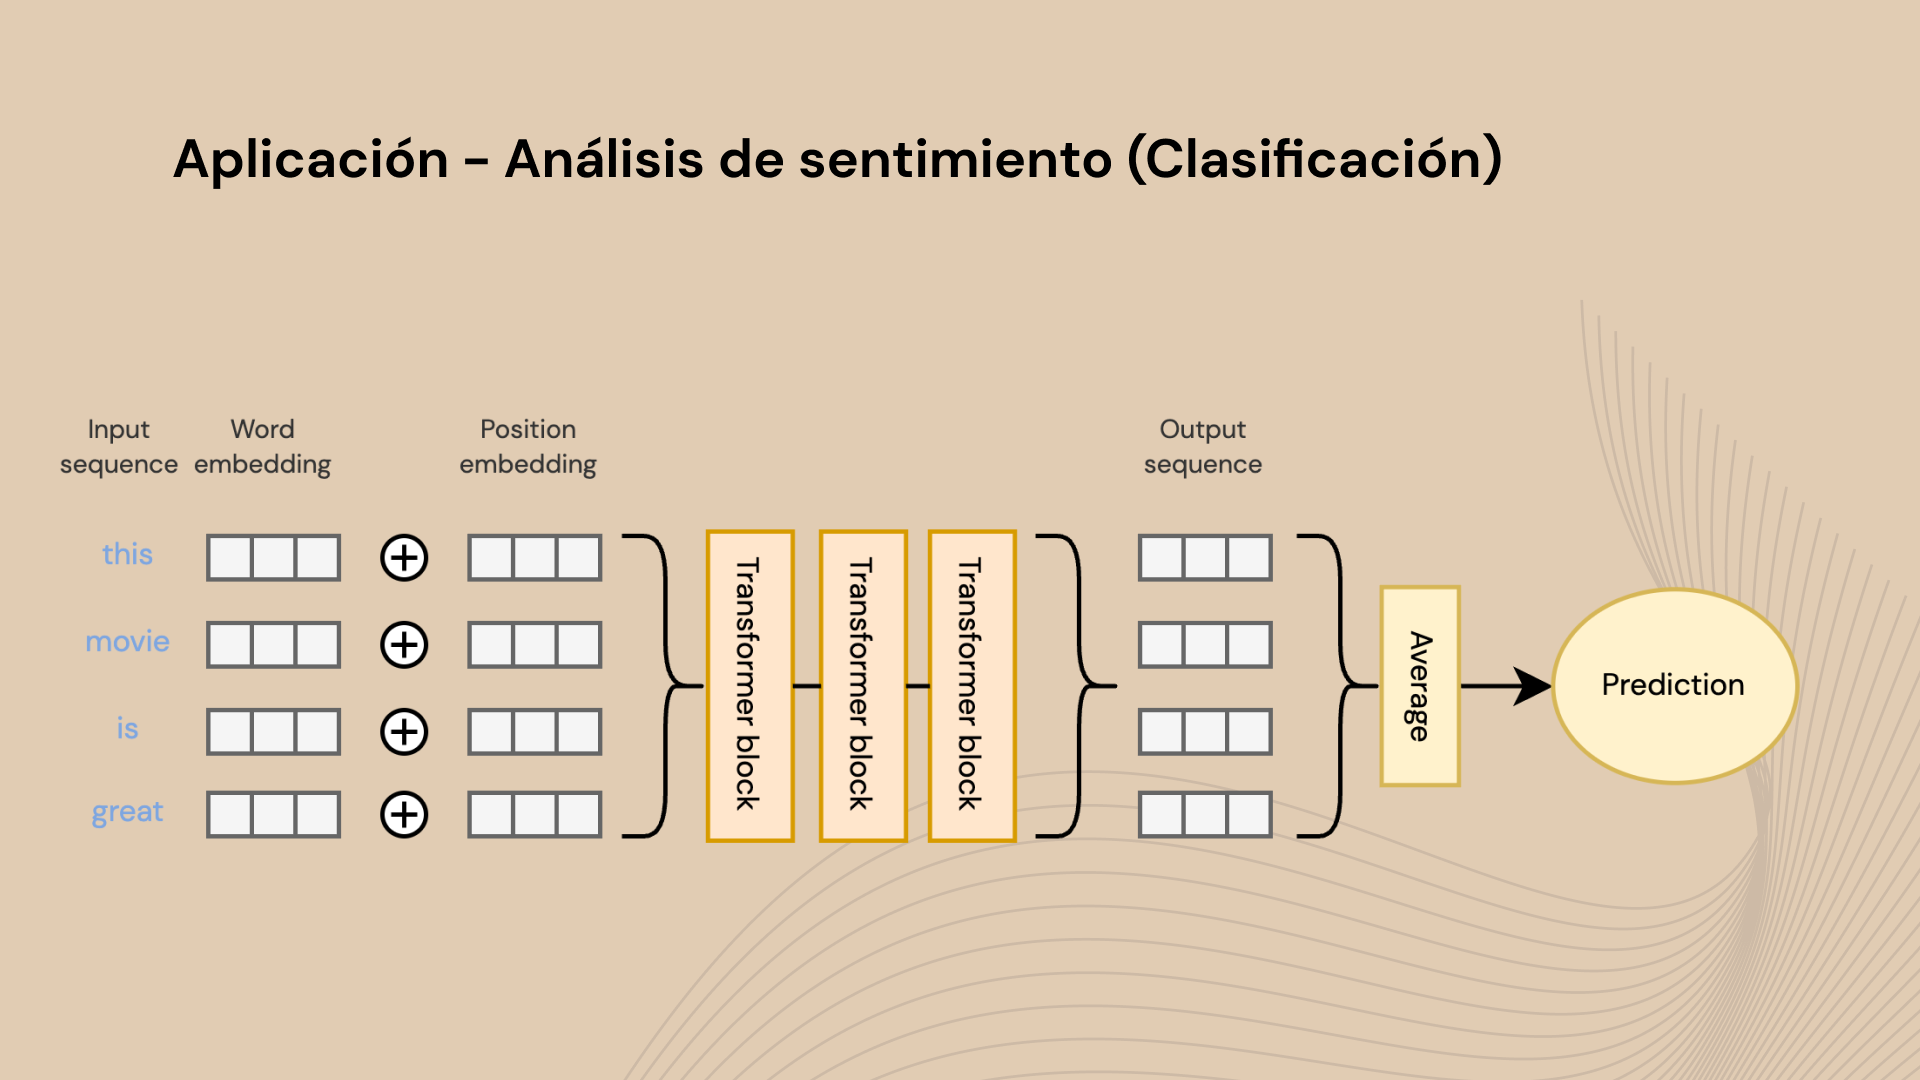 Aplicación - Análisis de sentimiento (Clasificación)
Input
sequence
Word
embedding
Position
embedding
Output
sequence
this
movie
is
great
Transformer block
Transformer block
Transformer block
Average
Prediction